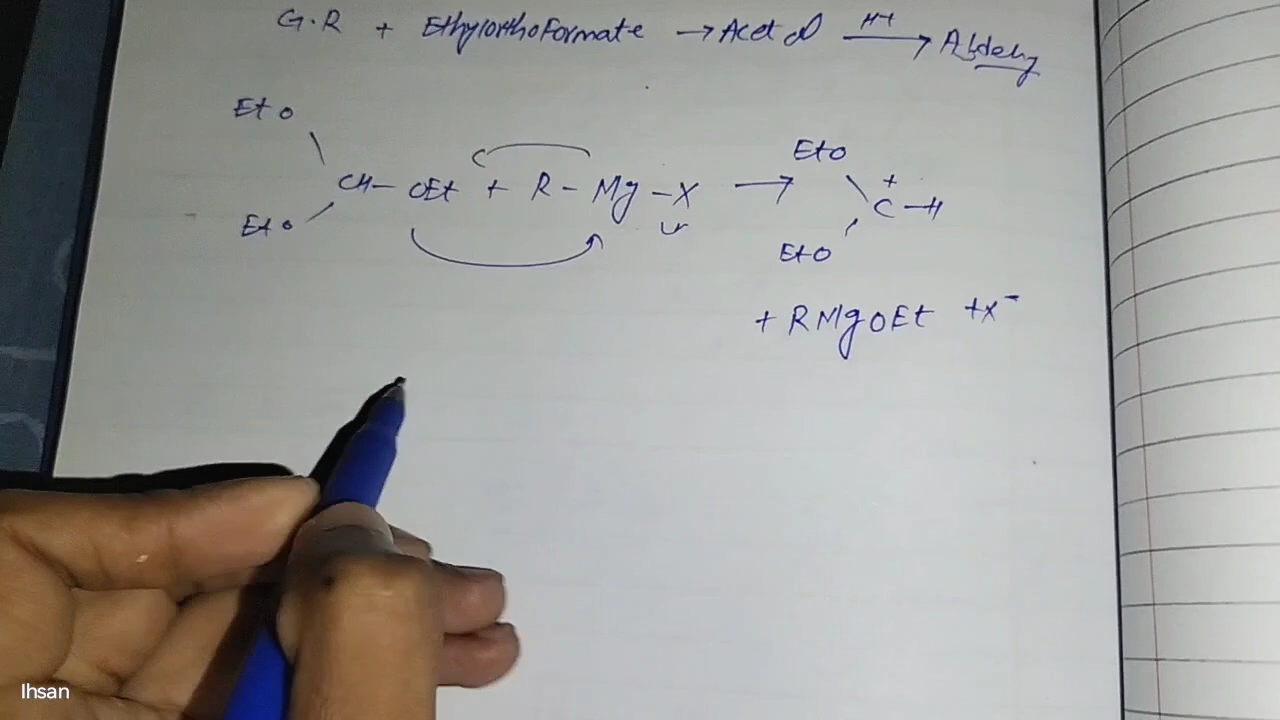 G.R + Ethylorthoformate → Acetal H+ → Aldehy
EtO
EtO
CH- OEt + R - Mg - X →
EtO
+
C - H
EtO
+ RMgOEt + X-
Ihsan